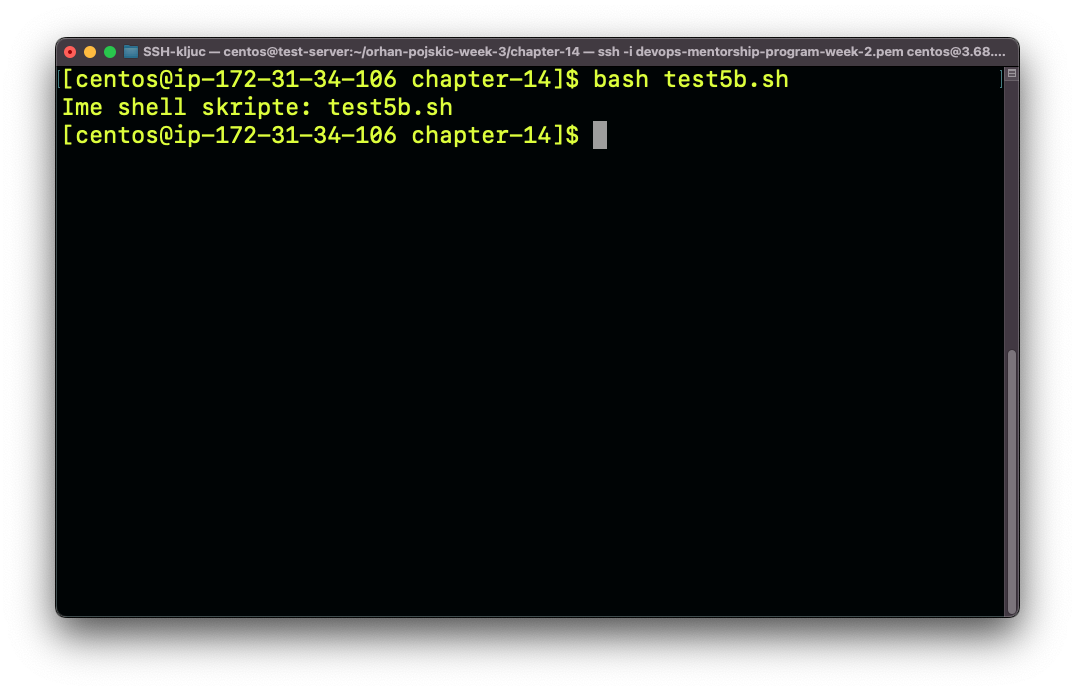 SSH-kljuc — centos@test-server:~/orhan-pojskic-week-3/chapter-14 — ssh -i devops-mentorship-program-week-2.pem centos@3.68....
[centos@ip-172-31-34-106 chapter-14]$ bash test5b.sh
Ime shell skripte: test5b.sh
[centos@ip-172-31-34-106 chapter-14]$